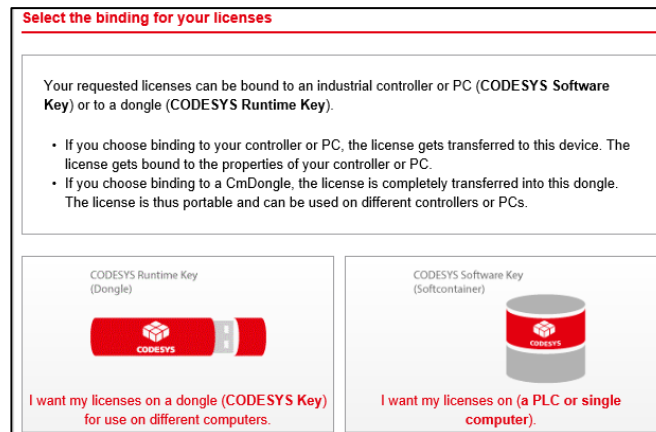 Select the binding for your licenses
Your requested licenses can be bound to an industrial controller or PC (CODESYS Software
Key) or to a dongle (CODESYS Runtime Key).
• If you choose binding to your controller or PC, the license gets transferred to this device. The
license gets bound to the properties of your controller or PC.
• If you choose binding to a CmDongle, the license is completely transferred into this dongle.
The license is thus portable and can be used on different controllers or PCs.
CODESYS Runtime Key
(Dongle)
CODESYS
I want my licenses on a dongle (CODESYS Key)
for use on different computers.
CODESYS Software Key
(Softcontainer)
CODESYS
I want my licenses on (a PLC or single
computer).